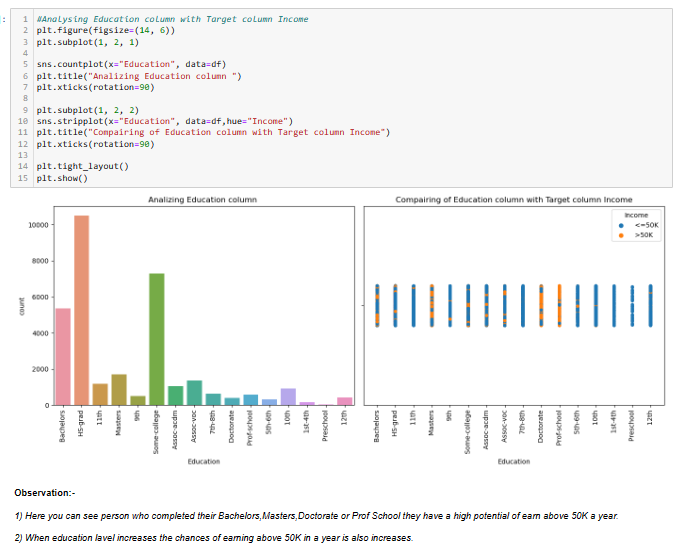 1 #Analysing Education column with Target column Income
2 plt.figure(figsize=(14, 6))
3 plt.subplot(1, 2, 1)
4
5 sns.countplot(x="Education", data=df)
6 plt.title("Analizing Education column ")
7 plt.xticks(rotation=90)
8
9 plt.subplot(1, 2, 2)
10 sns.stripplot(x="Education", data=df,hue="Income")
11 plt.title("Compairing of Education column with Target column Income")
12 plt.xticks(rotation=90)
13
14 plt.tight_layout()
15 plt.show()
Analizing Education column
10000
8000
6000
4000
2000
0
count
Bachelors
HS-grad
11th
Masters
9th
Some-college
Assoc-acdm
Assoc-voc
7th-8th
Doctorate
Prof-school
5th-6th
10th
1st-4th
Preschool
12th
Education
Compairing of Education column with Target column Income
Income
<=50K
>50K
Bachelors
HS-grad
11th
Masters
9th
Some-college
Assoc-acdm
Assoc-voc
7th-8th
Doctorate
Prof-school
5th-6th
10th
1st-4th
Preschool
12th
Education
Observation:-
1) Here you can see person who completed their Bachelors,Masters,Doctorate or Prof School they have a high potential of earn above 50K a year.
2) When education lavel increases the chances of earning above 50K in a year is also increases.